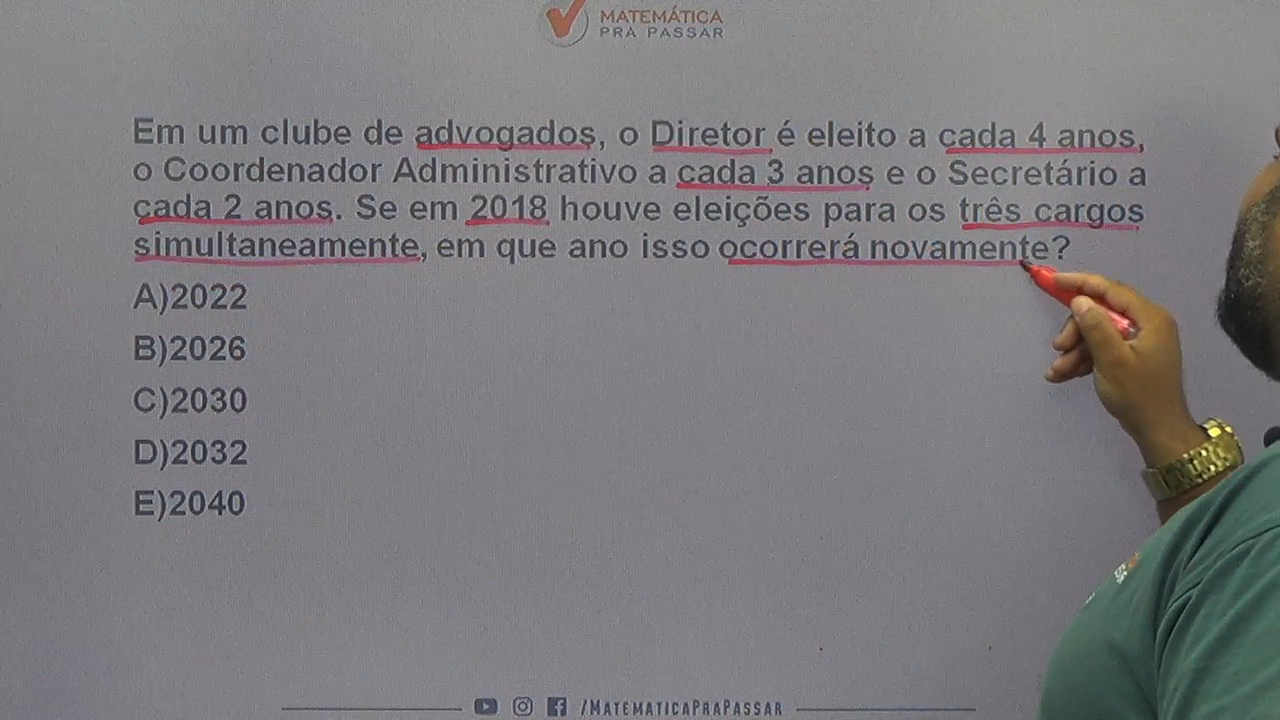 MATEMÁTICA
PRA PASSAR
Em um clube de advogados, o Diretor é eleito a cada 4 anos,
o Coordenador Administrativo a cada 3 anos e o Secretário a
cada 2 anos. Se em 2018 houve eleições para os três cargos
simultaneamente, em que ano isso ocorrerá novamente?
A)2022
B)2026
C)2030
D)2032
E)2040
/MATEMATICAPRAPASSAR